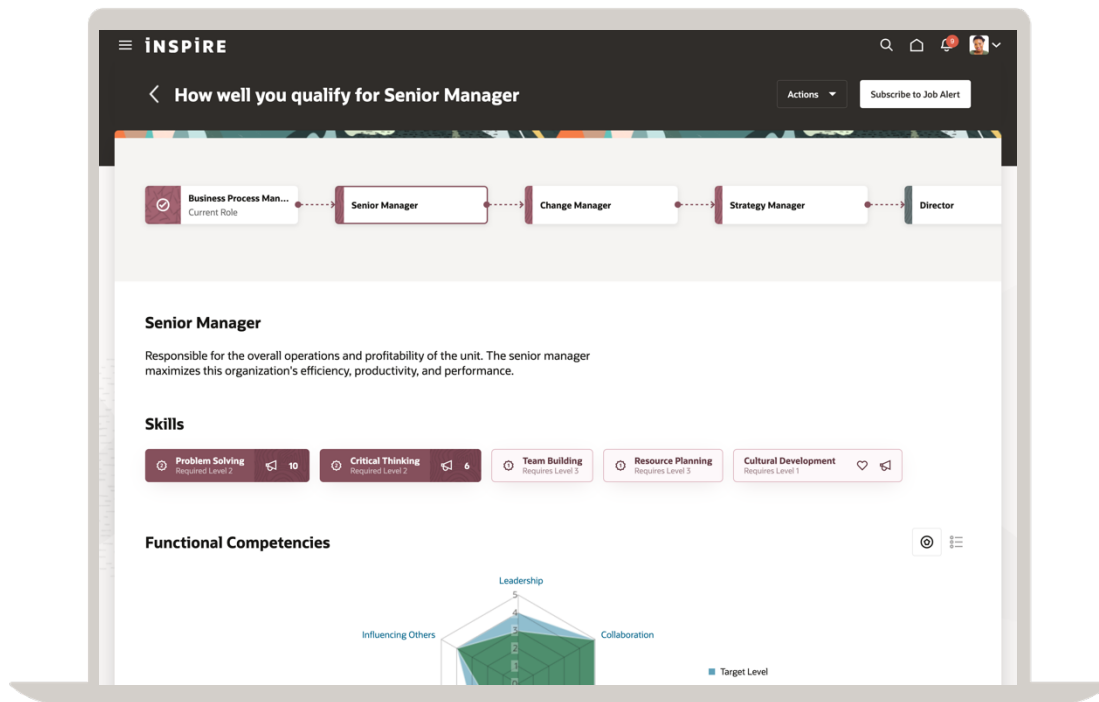 iNSPiRE
9
How well you qualify for Senior Manager
Actions
Subscribe to Job Alert
Business Process Man...
Current Role
Senior Manager
Change Manager
Strategy Manager
Director
Senior Manager
Responsible for the overall operations and profitability of the unit. The senior manager
maximizes this organization's efficiency, productivity, and performance.
Skills
Problem Solving
Required Level 2
10
Critical Thinking
Required Level 2
6
Team Building
Requires Level 3
Resource Planning
Requires Level 3
Cultural Development
Requires Level 1
Functional Competencies
Leadership
5
4
Influencing Others
3
Collaboration
2
1
Target Level